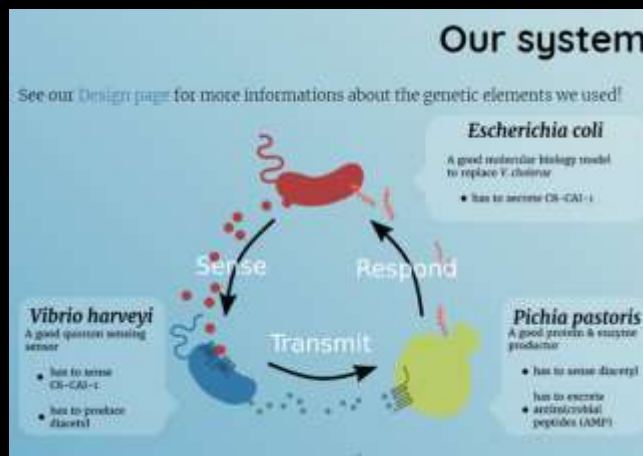 Our system
See our Design page for more informations about the genetic elements we used!
Escherichia coli
A good molecular biology model
to replace V. cholerae
• has to secrete C8-CAI-1
Sense
Respond
Transmit
Vibrio harveyi
A good quorum sensing
sensor
• has to sense
C8-CAI-1
• has to produce
diacetyl
Pichia pastoris
A good protein & enzyme
productor
• has to sense diacetyl
has to excrete
• antimicrobial
peptides (AMP)